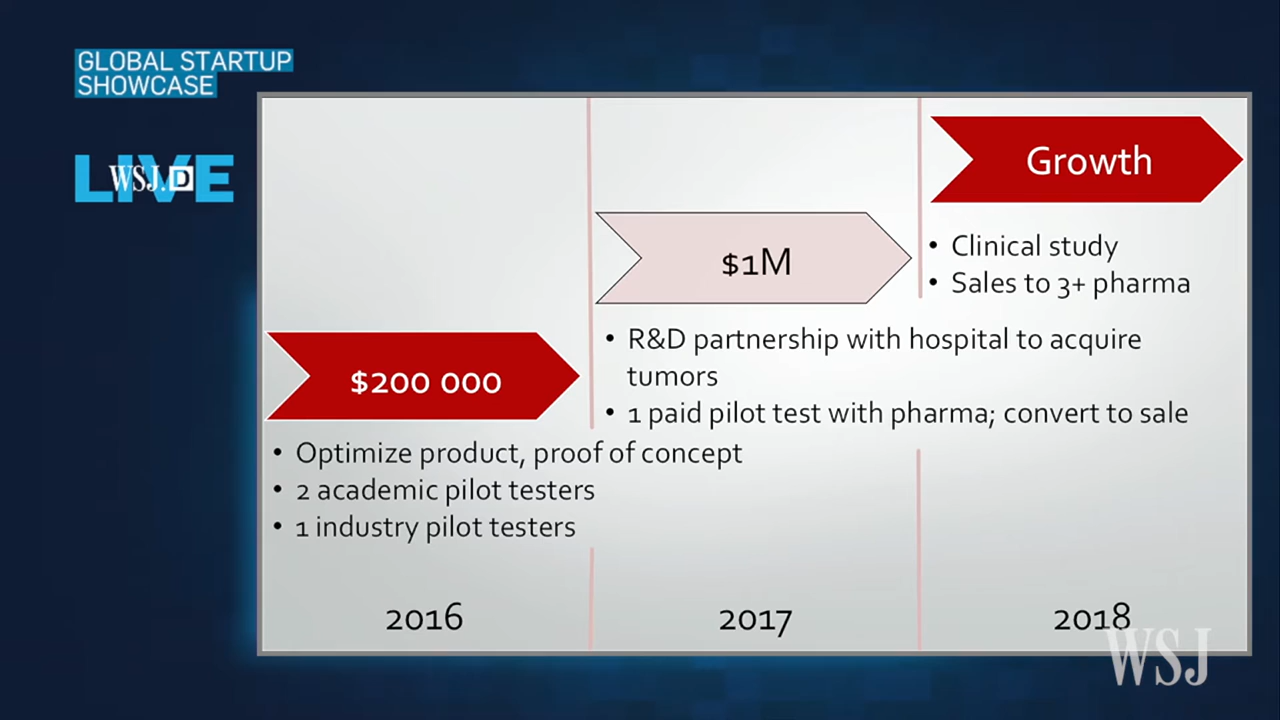 GLOBAL STARTUP
SHOWCASE
LIVE
WSJ.D
Growth
• Clinical study
• Sales to 3+ pharma
$1M
• R&D partnership with hospital to acquire
tumors
• 1 paid pilot test with pharma; convert to sale
$200 000
• Optimize product, proof of concept
• 2 academic pilot testers
• 1 industry pilot testers
2016
2017
2018
WSJ